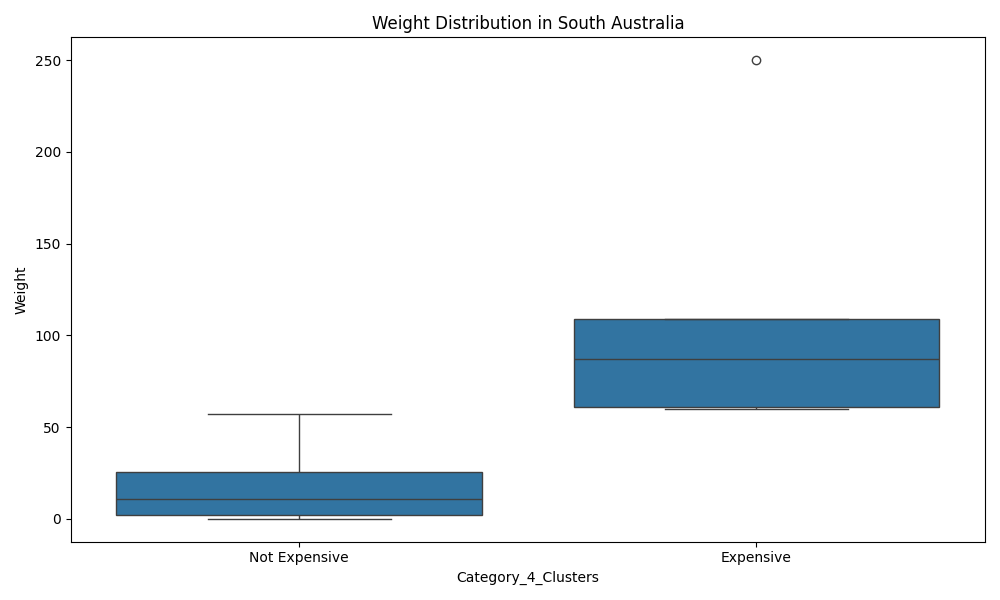 Weight Distribution in South Australia
250
200
150
100
50
0
Weight
Not Expensive
Expensive
Category_4_Clusters